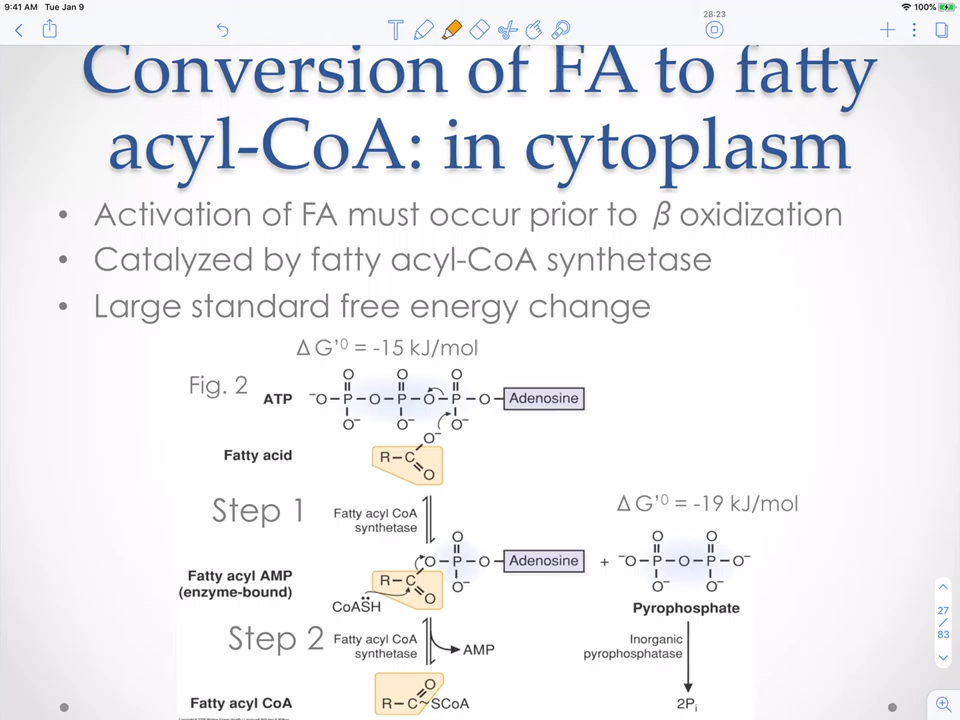 9:41 AM Tue Jan 9
100%
28:23
Conversion of FA to fatty
acyl-CoA: in cytoplasm
• Activation of FA must occur prior to β oxidization
• Catalyzed by fatty acyl-CoA synthetase
• Large standard free energy change
ΔG'⁰ = -15 kJ/mol
Fig. 2
O O O
ATP ⁻O–P–O–P–O–P–O–Adenosine
O⁻ O⁻ O⁻
O⁻
Fatty acid R–C
O
Step 1
Fatty acyl CoA
synthetase
ΔG'⁰ = -19 kJ/mol
O O O
O–P–O–Adenosine + ⁻O–P–O–P–O⁻
Fatty acyl AMP
(enzyme-bound)
R–C O⁻ O⁻ O⁻
O
CoASH
Pyrophosphate
Step 2
Fatty acyl CoA
synthetase
AMP
Inorganic
pyrophosphatase
O
Fatty acyl CoA R–C~SCoA
2Pᵢ
27
/
83